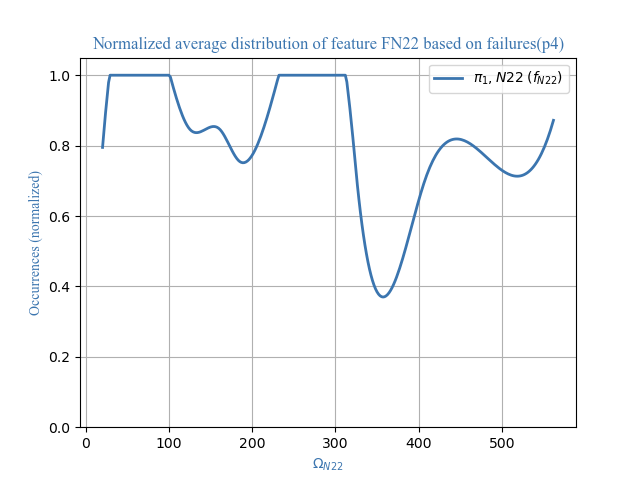 Normalized average distribution of feature FN22 based on failures(p4)
π1, N22 (fN22)
Occurrences (normalized)
1.0
0.8
0.6
0.4
0.2
0.0
0 100 200 300 400 500
ΩN22